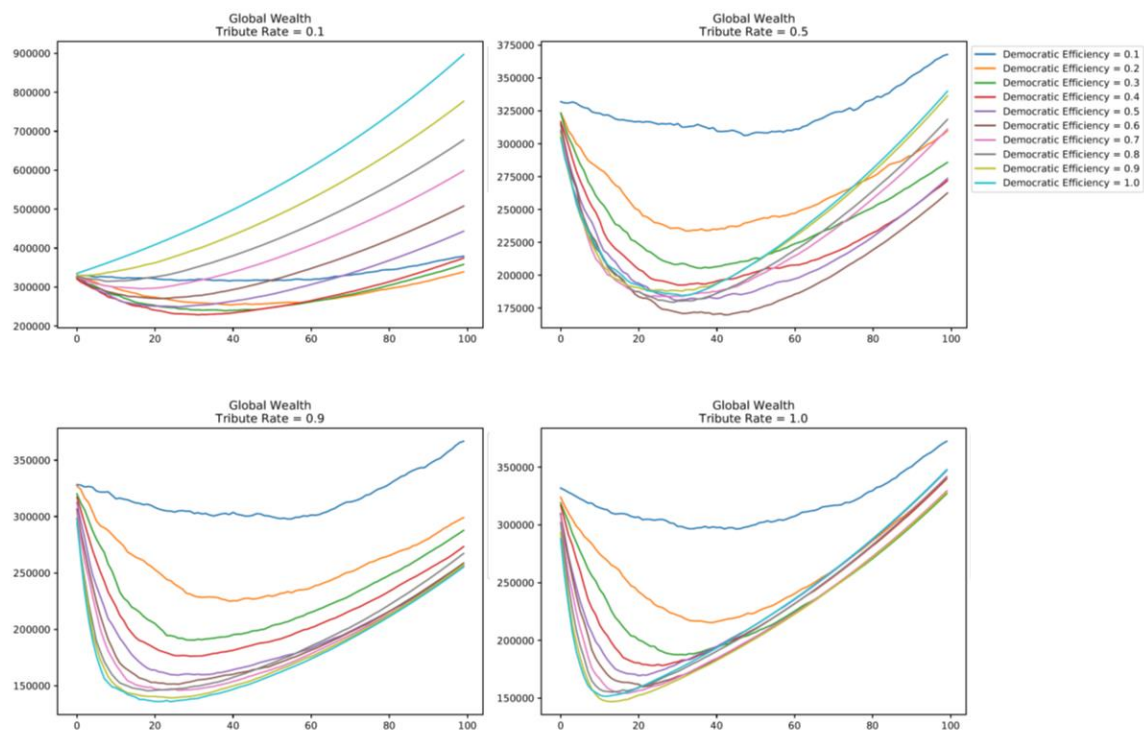 Global Wealth
Tribute Rate = 0.1
900000
800000
700000
600000
500000
400000
300000
200000
0
20
40
60
80
100
Global Wealth
Tribute Rate = 0.5
375000
350000
325000
300000
275000
250000
225000
200000
175000
0
20
40
60
80
100
Democratic Efficiency = 0.1
Democratic Efficiency = 0.2
Democratic Efficiency = 0.3
Democratic Efficiency = 0.4
Democratic Efficiency = 0.5
Democratic Efficiency = 0.6
Democratic Efficiency = 0.7
Democratic Efficiency = 0.8
Democratic Efficiency = 0.9
Democratic Efficiency = 1.0
Global Wealth
Tribute Rate = 0.9
350000
300000
250000
200000
150000
0
20
40
60
80
100
Global Wealth
Tribute Rate = 1.0
350000
300000
250000
200000
150000
0
20
40
60
80
100